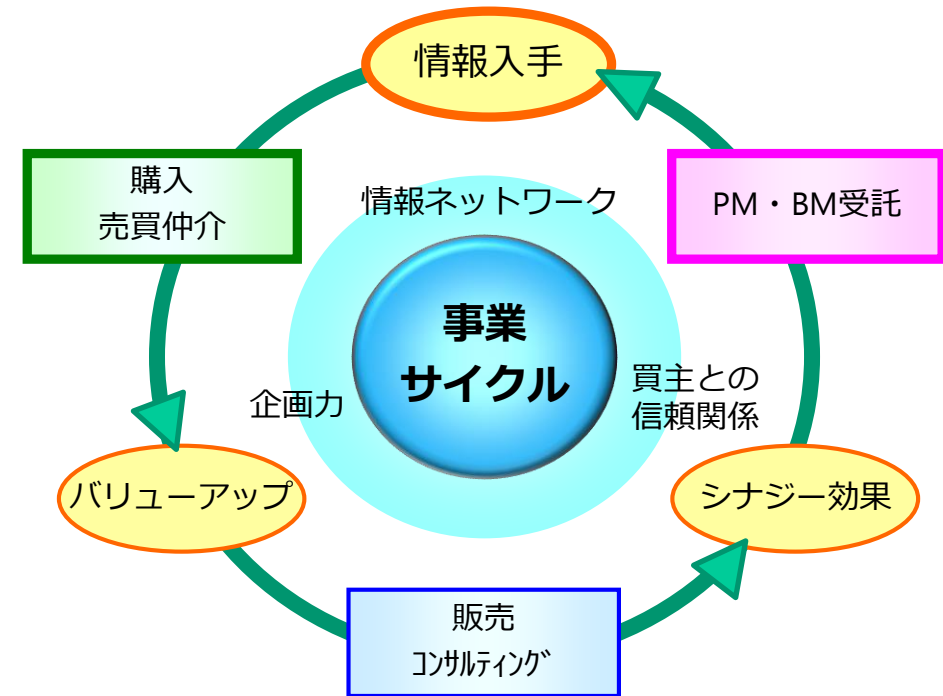 情報入手
購入
売買仲介
PM・BM受託
情報ネットワーク
事業
サイクル
企画力
買主との
信頼関係
バリューアップ
シナジー効果
販売
ｺﾝｻﾙﾃｨﾝｸﾞ